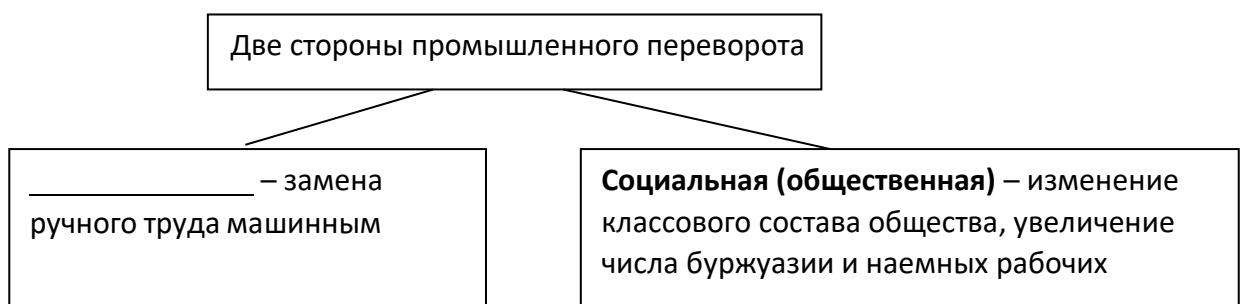 Две стороны промышленного переворота
________________ – замена
ручного труда машинным
Социальная (общественная) – изменение
классового состава общества, увеличение
числа буржуазии и наемных рабочих